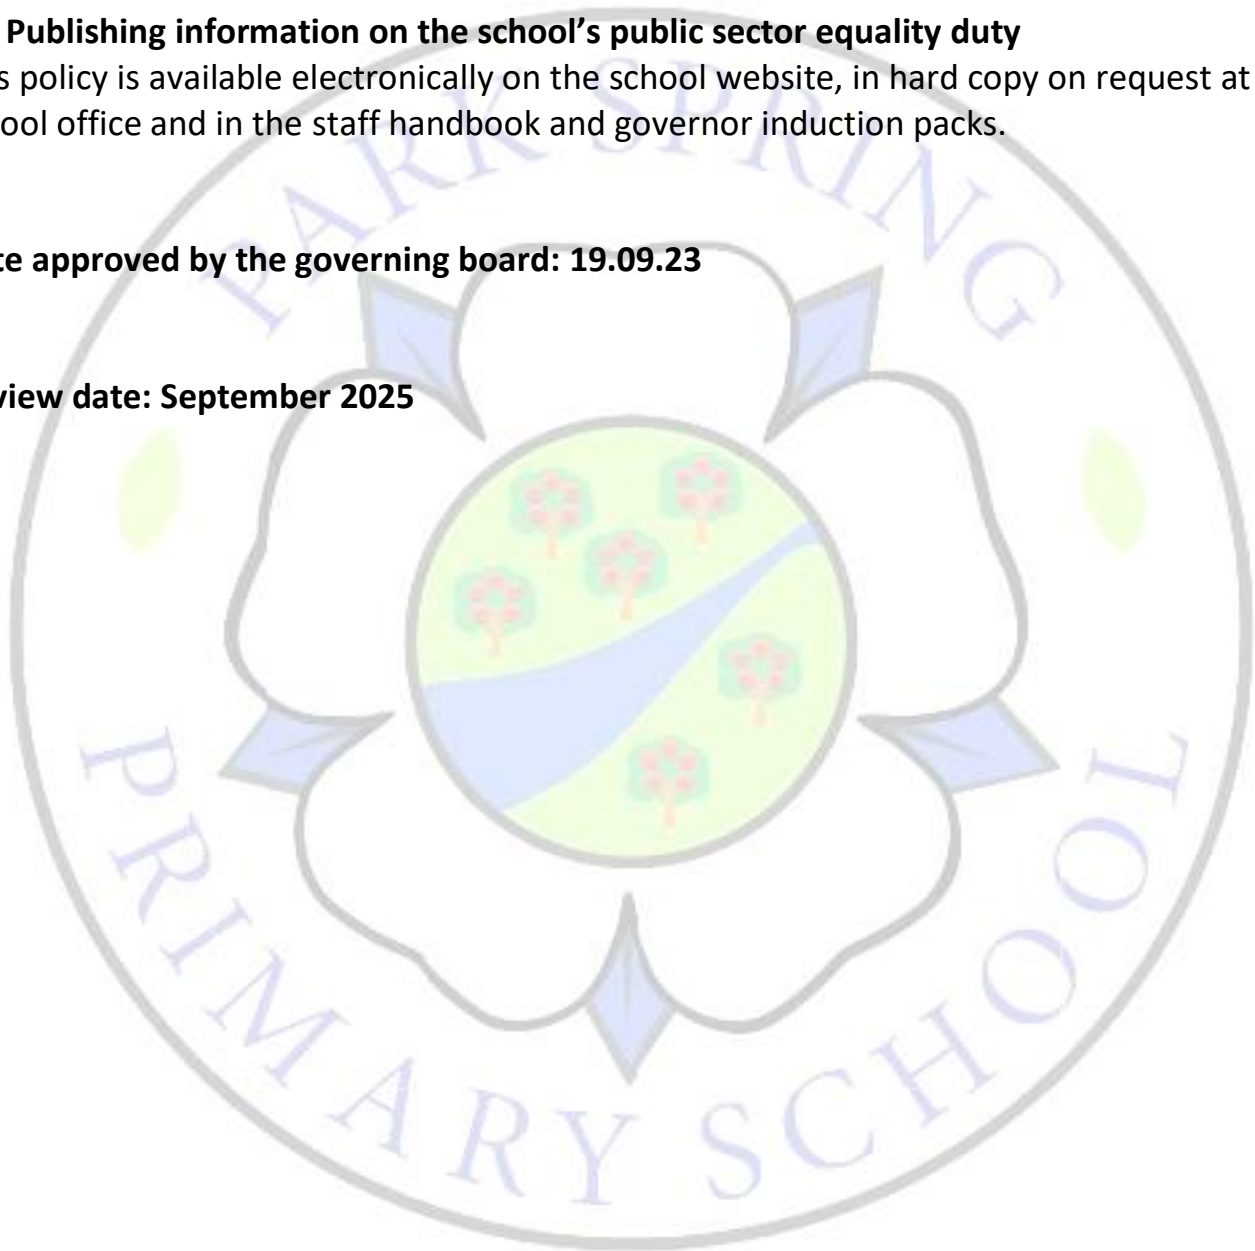 Publishing information on the school’s public sector equality duty
s policy is available electronically on the school website, in hard copy on request at
ool office and in the staff handbook and governor induction packs.
te approved by the governing board: 19.09.23
view date: September 2025
PARK SPRING
PRIMARY SCHOOL